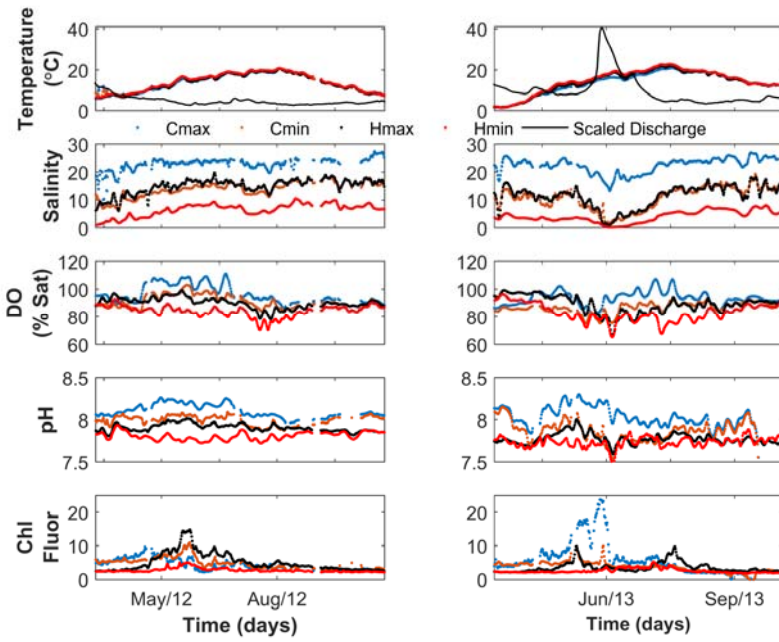 Temperature
(°C)
40
20
0
40
20
0
Cmax
Cmin
Hmax
Hmin
Scaled Discharge
Salinity
30
20
10
0
30
20
10
0
DO
(% Sat)
120
100
80
60
120
100
80
60
pH
8.5
8
7.5
8.5
8
7.5
Chl
Fluor
20
10
0
20
10
0
May/12
Aug/12
Jun/13
Sep/13
Time (days)
Time (days)